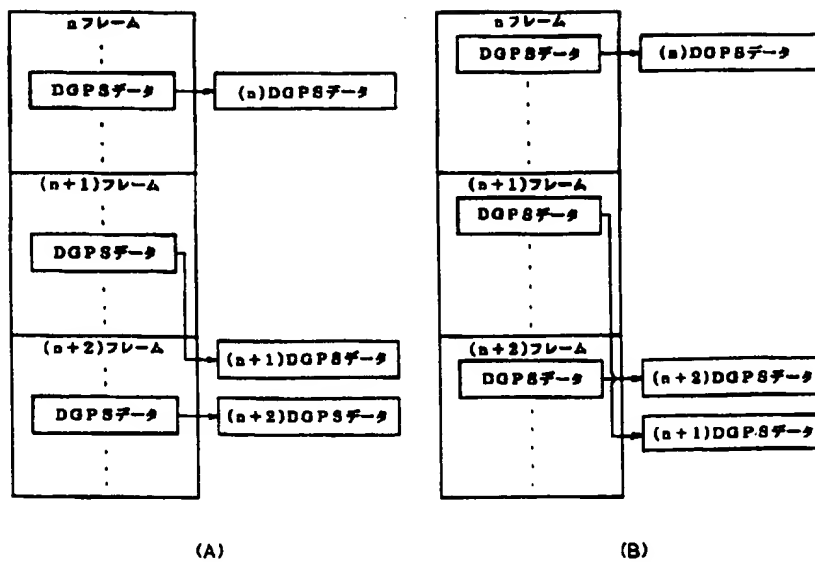 nフレーム
DGPSデータ
(n)DGPSデータ
(n+1)フレーム
DGPSデータ
(n+2)フレーム
(n+1)DGPSデータ
DGPSデータ
(n+2)DGPSデータ
(A)
nフレーム
DGPSデータ
(n)DGPSデータ
(n+1)フレーム
DGPSデータ
(n+2)フレーム
DGPSデータ
(n+2)DGPSデータ
(n+1)DGPSデータ
(B)